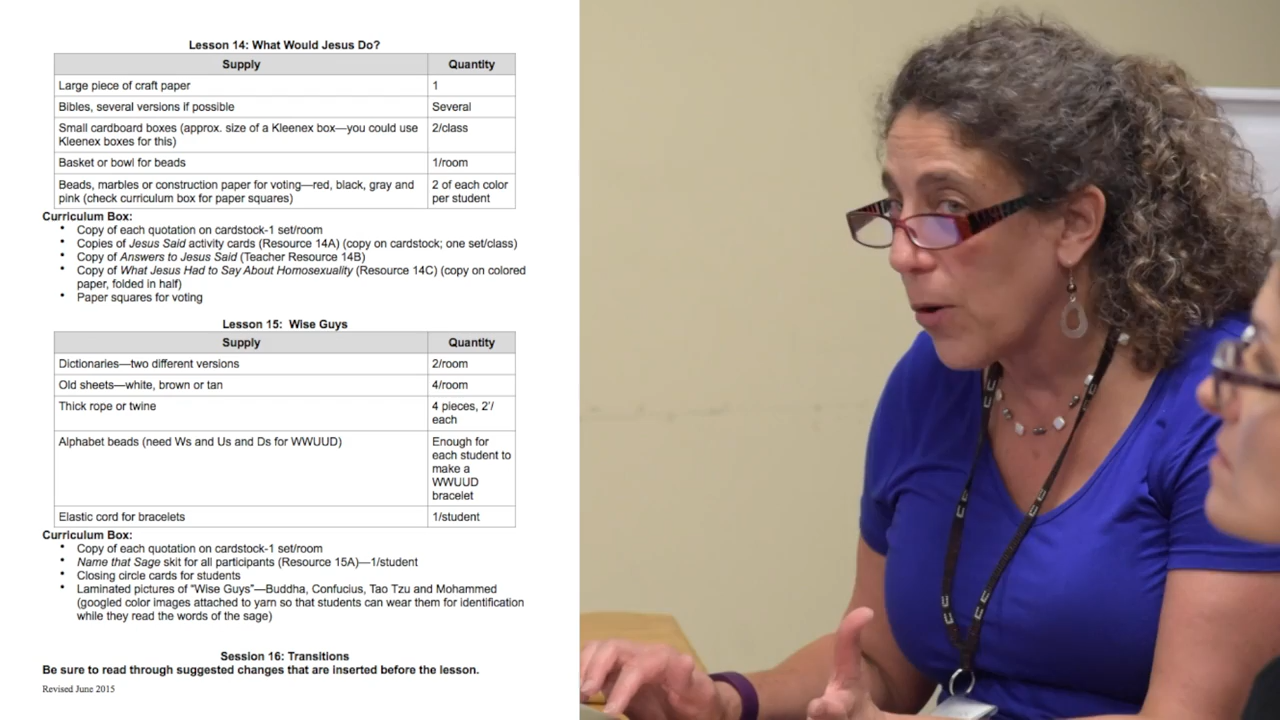 Lesson 14: What Would Jesus Do?
Supply Quantity
Large piece of craft paper 1
Bibles, several versions if possible Several
Small cardboard boxes (approx. size of a Kleenex box—you could use 2/class
Kleenex boxes for this)
Basket or bowl for beads 1/room
Beads, marbles or construction paper for voting—red, black, gray and 2 of each color
pink (check curriculum box for paper squares) per student
Curriculum Box:
• Copy of each quotation on cardstock-1 set/room
• Copies of Jesus Said activity cards (Resource 14A) (copy on cardstock; one set/class)
• Copy of Answers to Jesus Said (Teacher Resource 14B)
• Copy of What Jesus Had to Say About Homosexuality (Resource 14C) (copy on colored
paper, folded in half)
• Paper squares for voting
Lesson 15: Wise Guys
Supply Quantity
Dictionaries—two different versions 2/room
Old sheets—white, brown or tan 4/room
Thick rope or twine 4 pieces, 2'/
each
Alphabet beads (need Ws and Us and Ds for WWUUD) Enough for
each student to
make a
WWUUD
bracelet
Elastic cord for bracelets 1/student
Curriculum Box:
• Copy of each quotation on cardstock-1 set/room
• Name that Sage skit for all participants (Resource 15A)—1/student
• Closing circle cards for students
• Laminated pictures of "Wise Guys"—Buddha, Confucius, Tao Tzu and Mohammed
(googled color images attached to yarn so that students can wear them for identification
while they read the words of the sage)
Session 16: Transitions
Be sure to read through suggested changes that are inserted before the lesson.
Revised June 2015